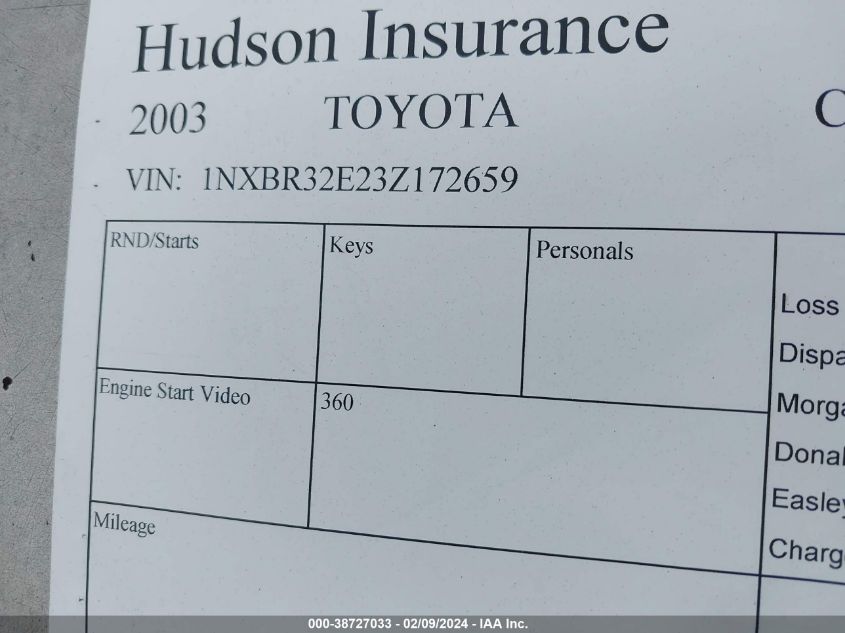 Hudson Insurance
2003 TOYOTA C
VIN: 1NXBR32E23Z172659
RND/Starts Keys Personals
Loss
Dispa
Engine Start Video 360
Morga
Donal
Easley
Mileage
Charg
000-38727033 - 02/09/2024 - IAA Inc.